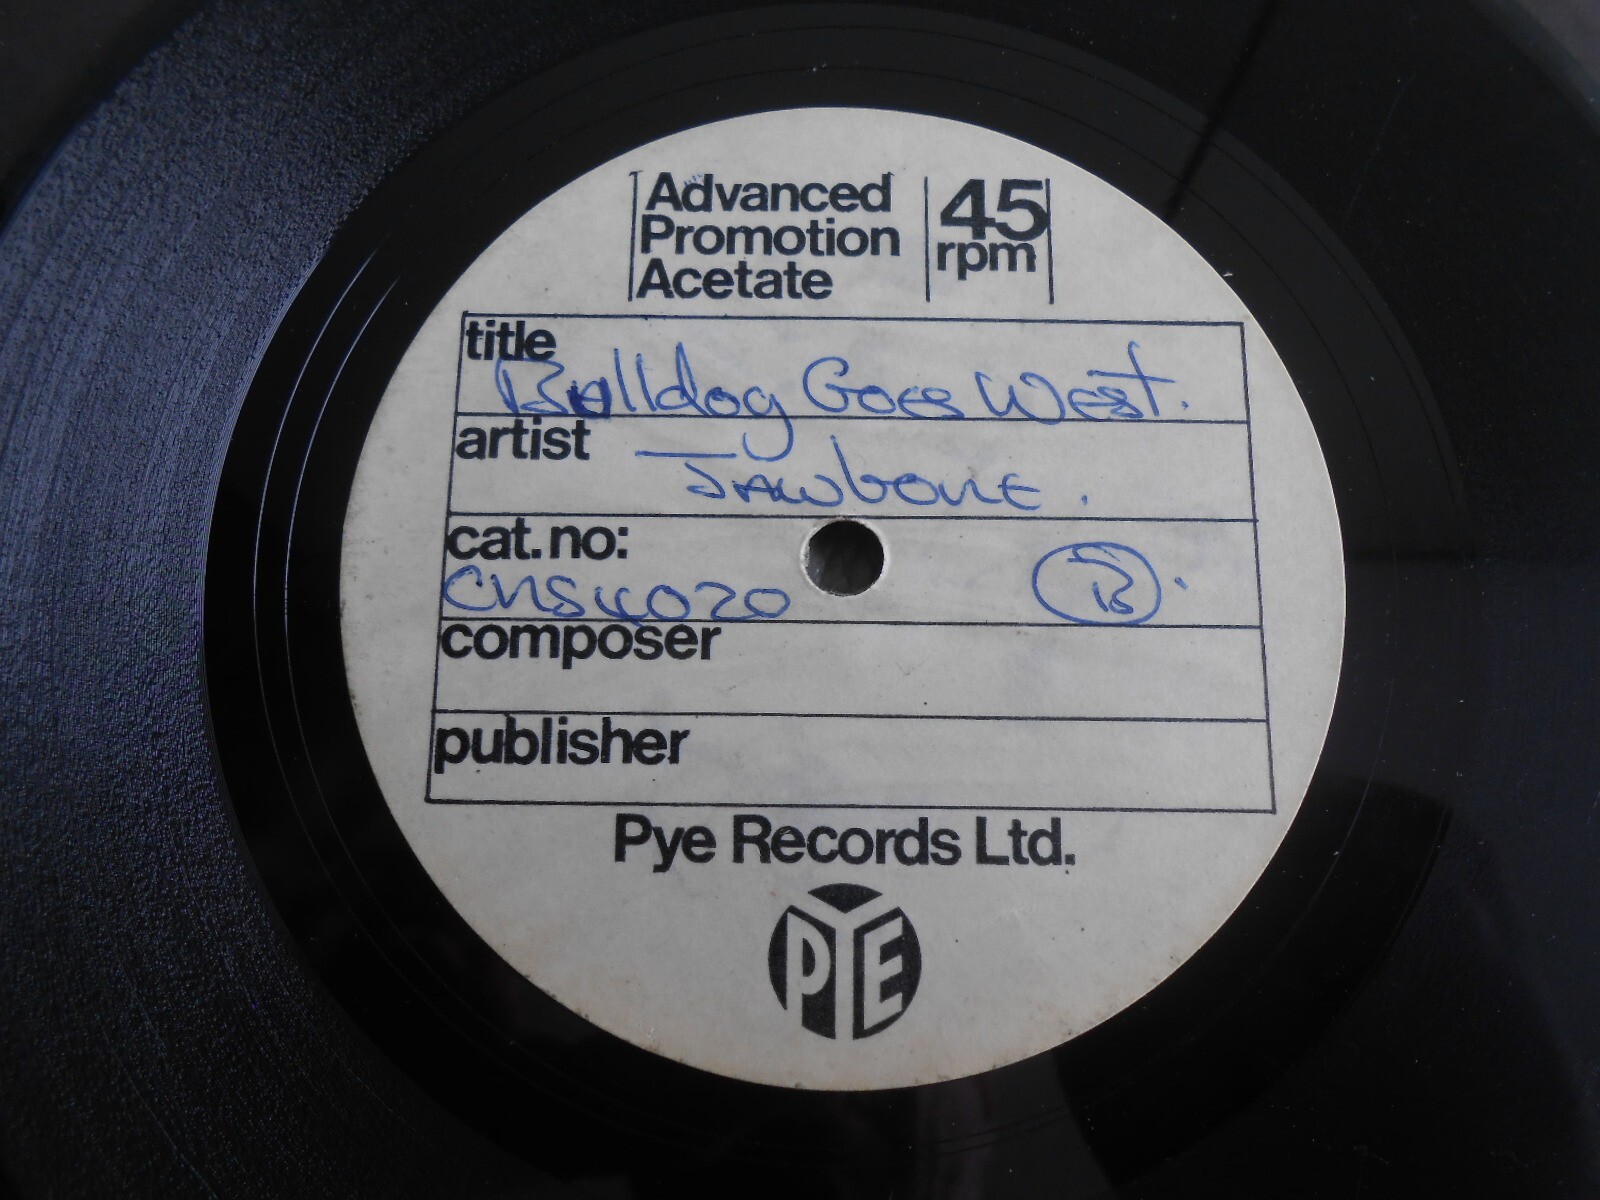 Advanced
Promotion
Acetate
45
rpm
title
Bulldog Goes West.
artist
Jawbone.
cat. no:
CHS4020 B
composer
publisher
Pye Records Ltd.
PYE